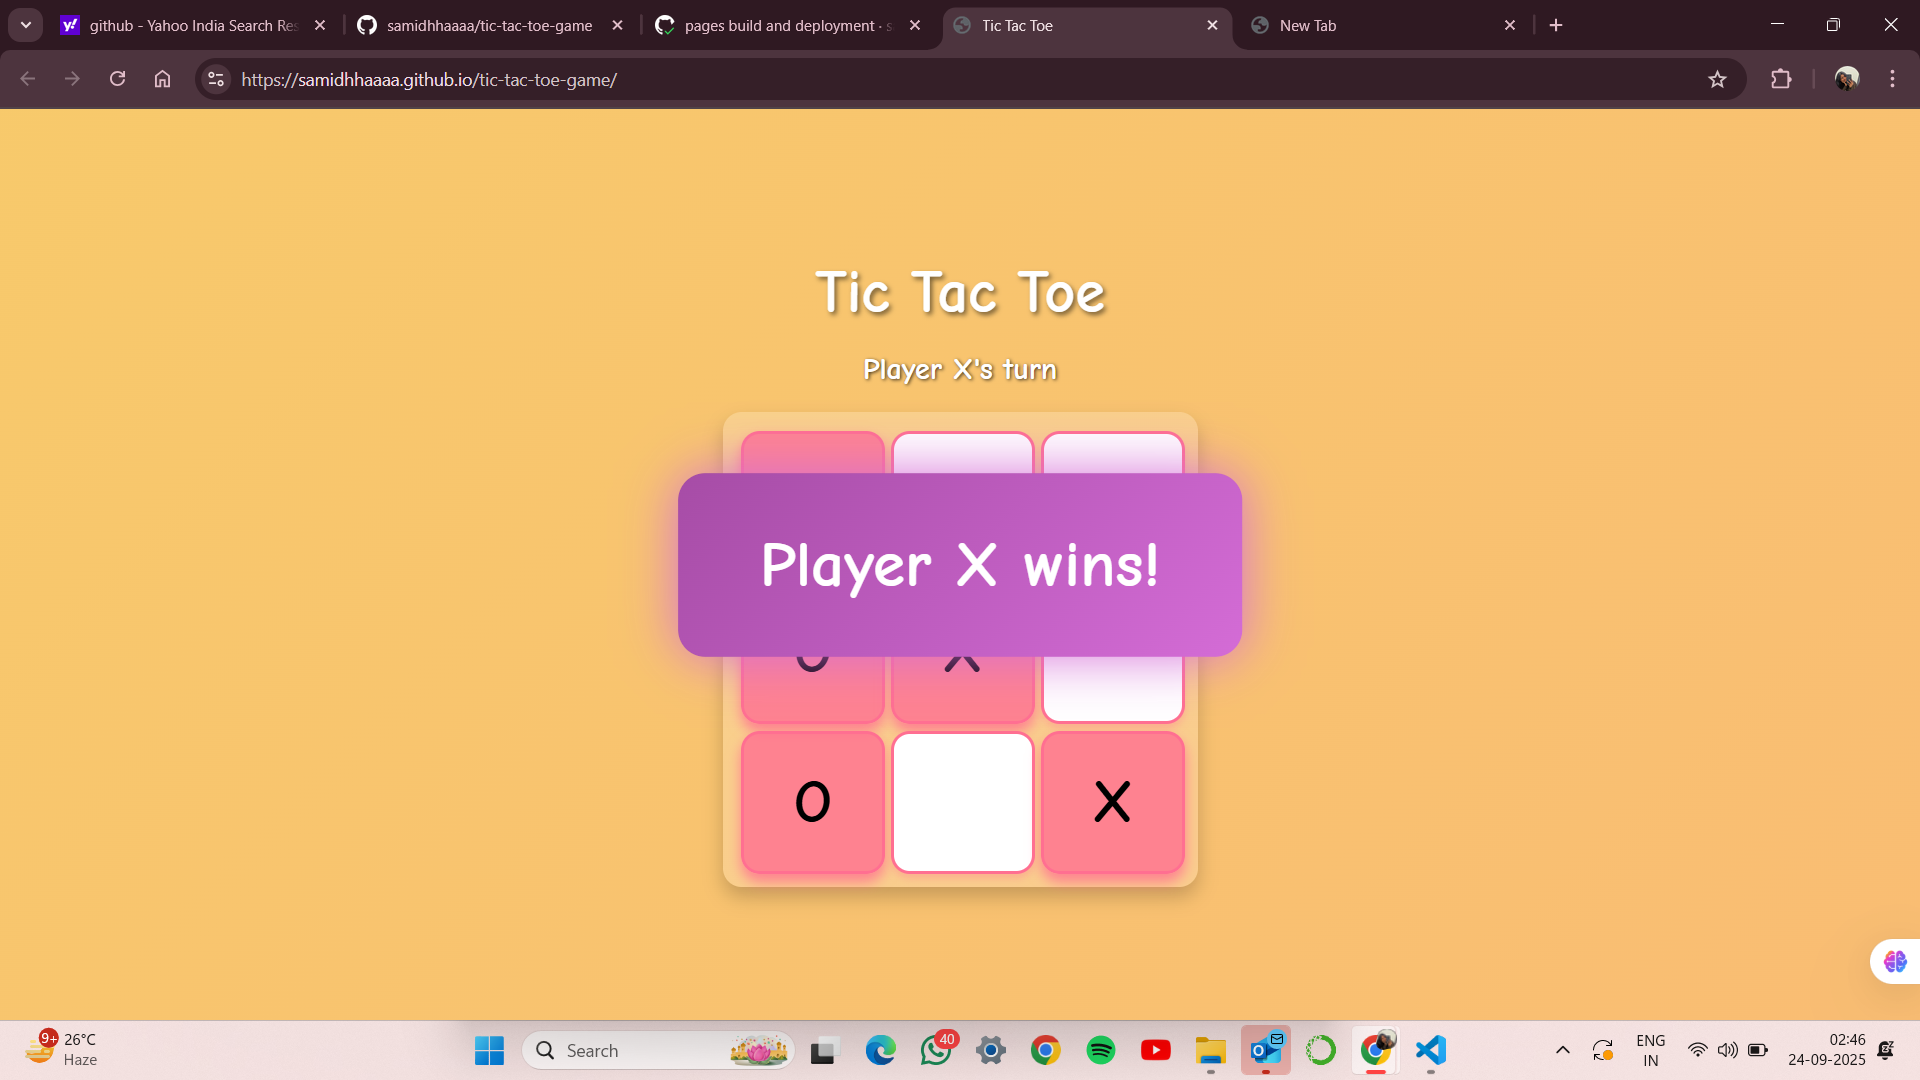 github - Yahoo India Search Res
samidhhaaaa/tic-tac-toe-game
pages build and deployment · s
Tic Tac Toe
New Tab
https://samidhhaaaa.github.io/tic-tac-toe-game/
Tic Tac Toe
Player X's turn
Player X wins!
O X
O X
9+
26°C
Haze
Search
40
ENG
IN
02:46
24-09-2025